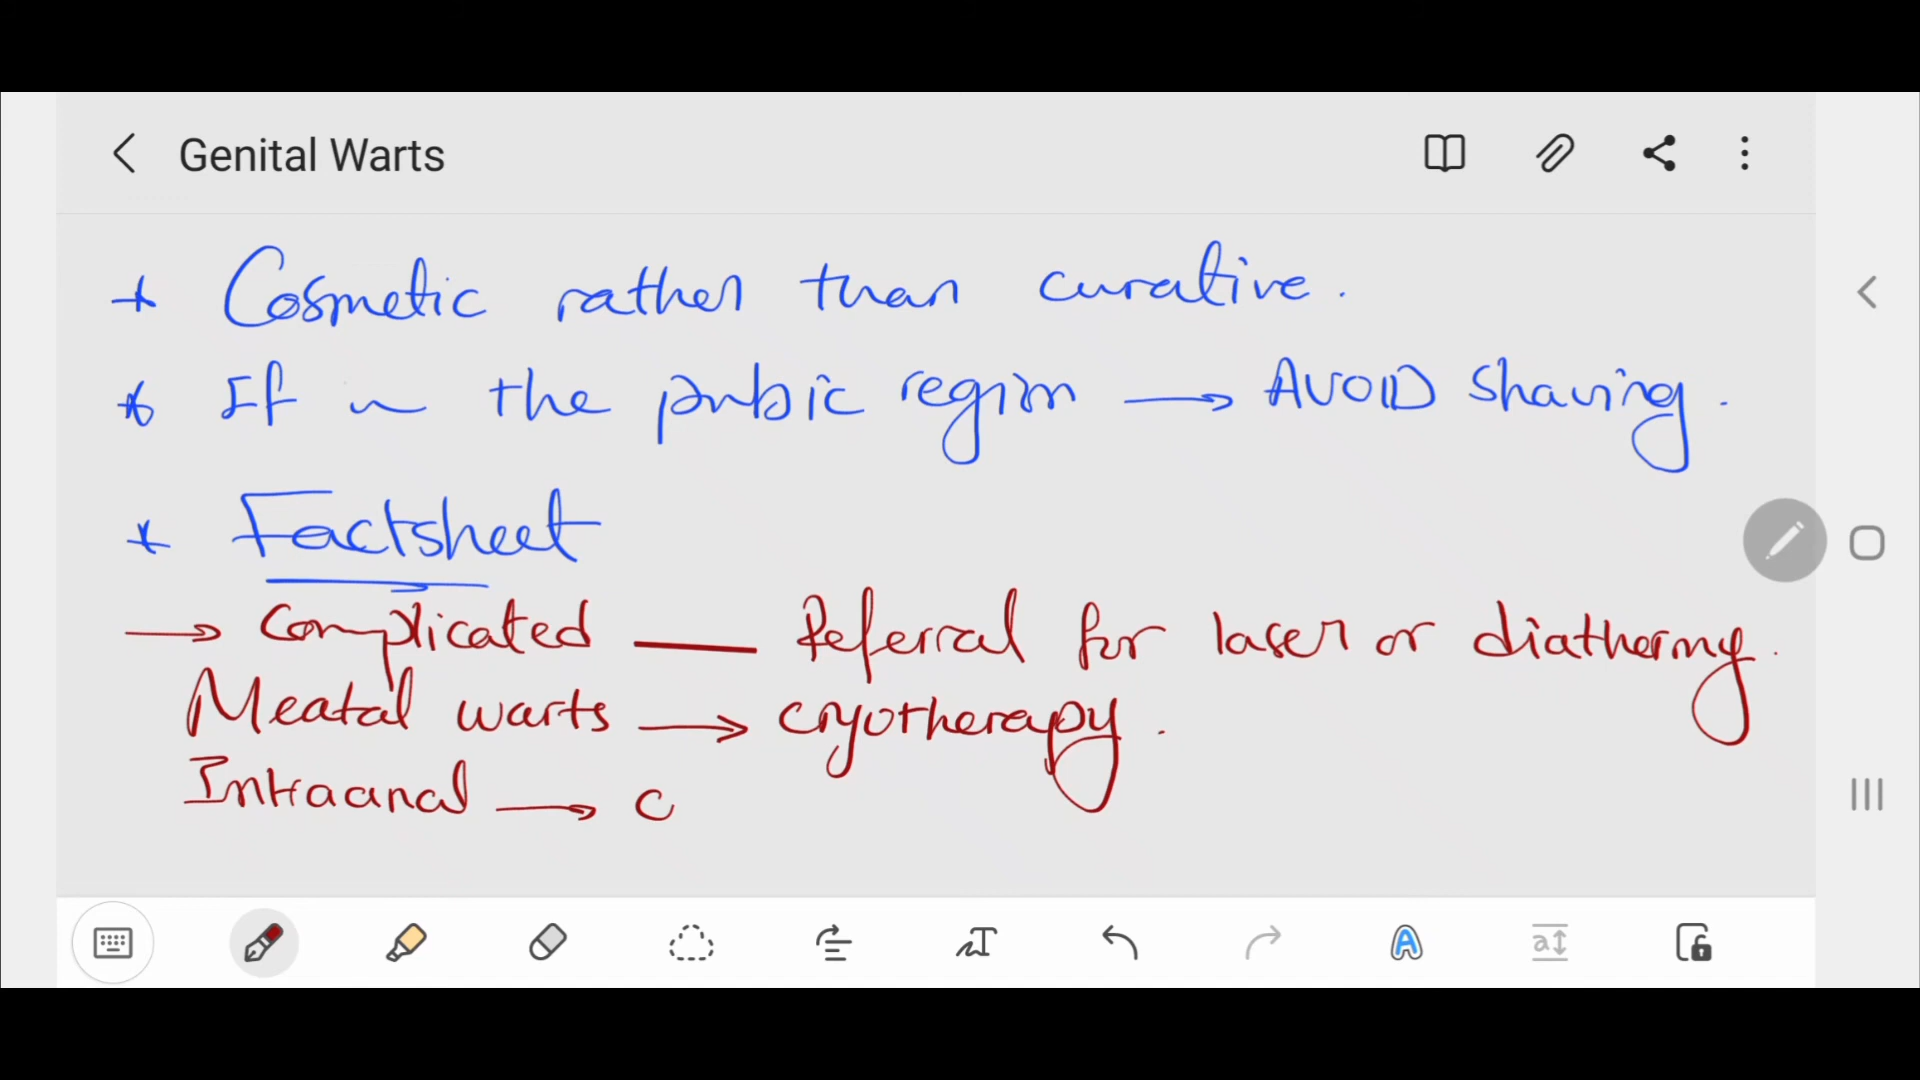 Genital Warts
* Cosmetic rather than curative.
* If in the pubic region → AVOID shaving.
* Factsheet
→ Complicated — Referral for laser or diathermy.
Meatal warts → cryotherapy.
Intraanal → c